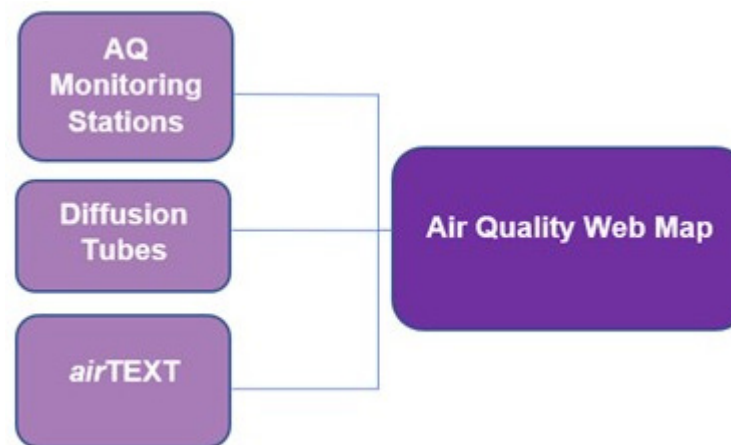 AQ
Monitoring
Stations
Diffusion
Tubes
airTEXT
Air Quality Web Map